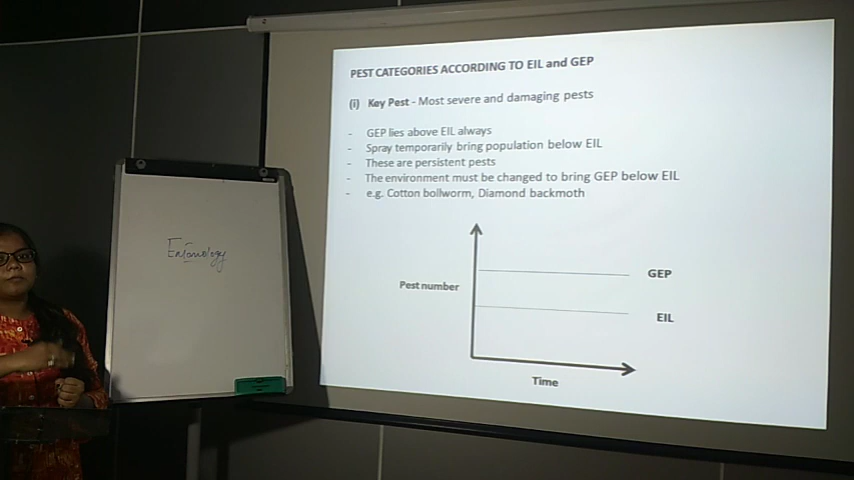 PEST CATEGORIES ACCORDING TO EIL and GEP
(i) Key Pest - Most severe and damaging pests
- GEP lies above EIL always
- Spray temporarily bring population below EIL
- These are persistent pests
- The environment must be changed to bring GEP below EIL
- e.g. Cotton bollworm, Diamond backmoth
Entomology
GEP
Pest number
EIL
Time